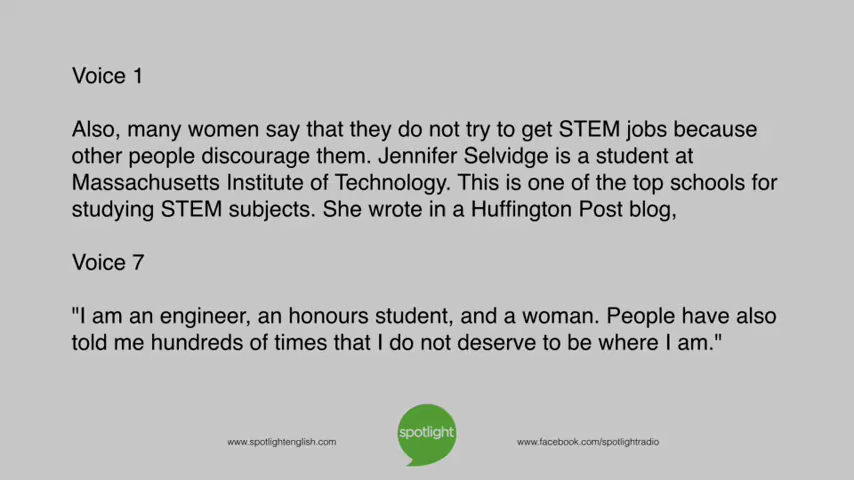 Voice 1
Also, many women say that they do not try to get STEM jobs because
other people discourage them. Jennifer Selvidge is a student at
Massachusetts Institute of Technology. This is one of the top schools for
studying STEM subjects. She wrote in a Huffington Post blog,
Voice 7
"I am an engineer, an honours student, and a woman. People have also
told me hundreds of times that I do not deserve to be where I am."
www.spotlightenglish.com
spotlight
www.facebook.com/spotlightradio